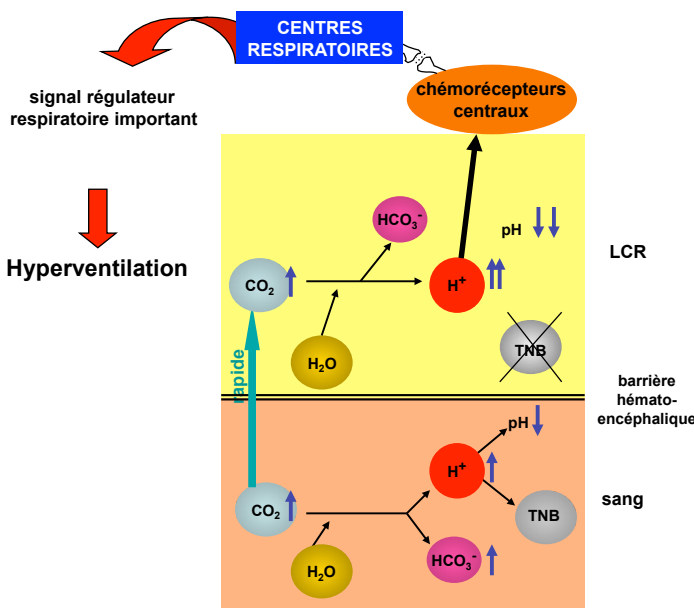 CENTRES
RESPIRATOIRES
chémorécepteurs
centraux
signal régulateur
respiratoire important
Hyperventilation
HCO₃⁻
pH
LCR
CO₂
H⁺
H₂O
TNB
rapide
barrière
hémato-
encéphalique
pH
H⁺
sang
CO₂
TNB
H₂O
HCO₃⁻